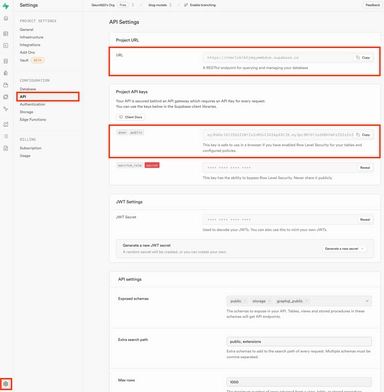 Settings
Free
Enable branching
PROJECT SETTINGS
General
Infrastructure
Integrations
Add Ons
Vault BETA
CONFIGURATION
Database
API
Authentication
Storage
Edge Functions
BILLING
Subscription
Usage
API Settings
Project URL
URL
Copy
A RESTful endpoint for querying and managing your database
Project API keys
Your API is secured behind an API gateway which requires an API Key for every request.
You can use the keys below in the Supabase client libraries.
Client Docs
anon public
Copy
This key is safe to use in a browser if you have enabled Row Level Security for your tables and
configured policies.
service_role secret
**** **** **** ****
Reveal
This key has the ability to bypass Row Level Security. Never share it publicly.
JWT Settings
JWT Secret
**** **** **** ****
Reveal
Used to decode your JWTs. You can also use this to mint your own JWTs.
Generate a new JWT secret
A random secret will be created, or you can create your own.
Generate a new secret
API settings
Exposed schemas
public storage graphql_public
The schemas to expose in your API. Tables, views and stored procedures in these
schemas will get API endpoints.
Extra search path
public, extensions
Extra schemas to add to the search path of every request. Multiple schemas must be
comma-separated.
Max rows
1000